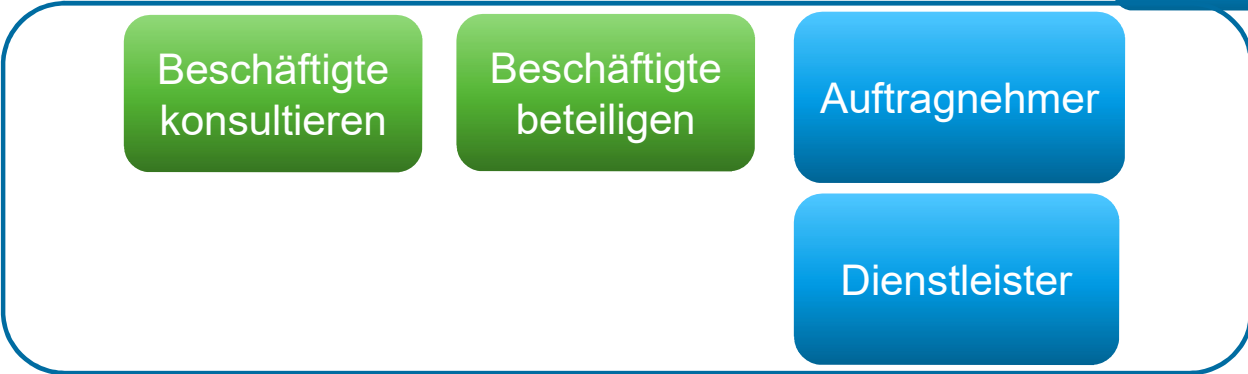 Beschäftigte
konsultieren
Beschäftigte
beteiligen
Auftragnehmer
Dienstleister